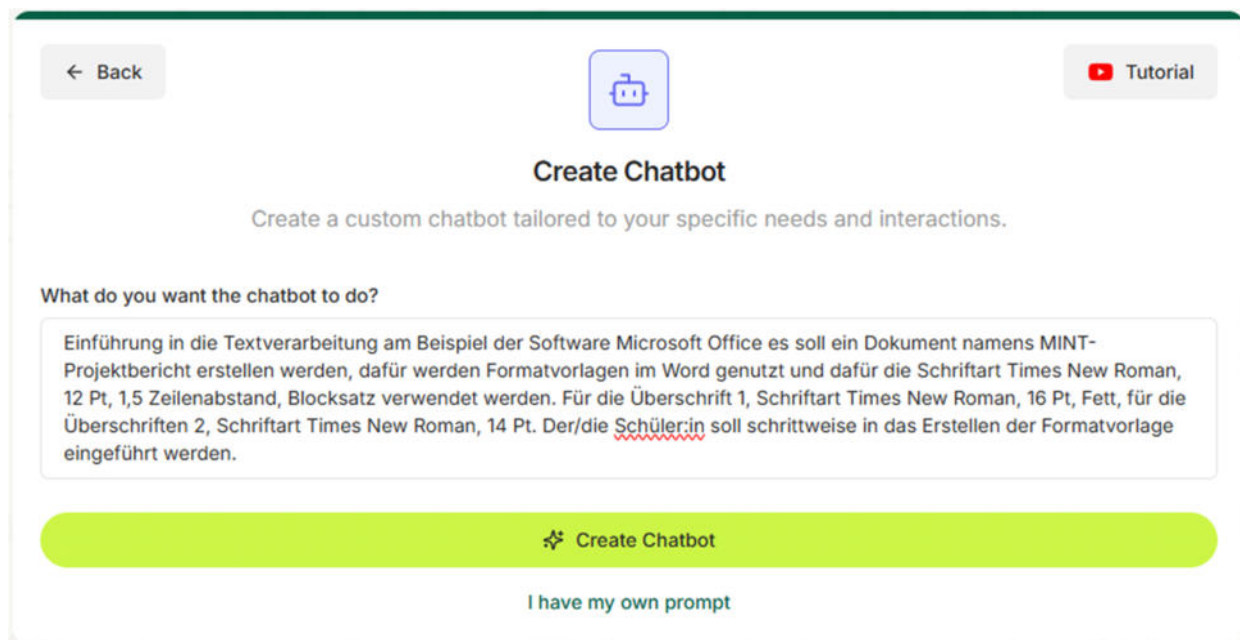 Back
Tutorial
Create Chatbot
Create a custom chatbot tailored to your specific needs and interactions.
What do you want the chatbot to do?
Einführung in die Textverarbeitung am Beispiel der Software Microsoft Office es soll ein Dokument namens MINT-
Projektbericht erstellen werden, dafür werden Formatvorlagen im Word genutzt und dafür die Schriftart Times New Roman,
12 Pt, 1,5 Zeilenabstand, Blocksatz verwendet werden. Für die Überschrift 1, Schriftart Times New Roman, 16 Pt, Fett, für die
Überschriften 2, Schriftart Times New Roman, 14 Pt. Der/die Schüler:in soll schrittweise in das Erstellen der Formatvorlage
eingeführt werden.
Create Chatbot
I have my own prompt